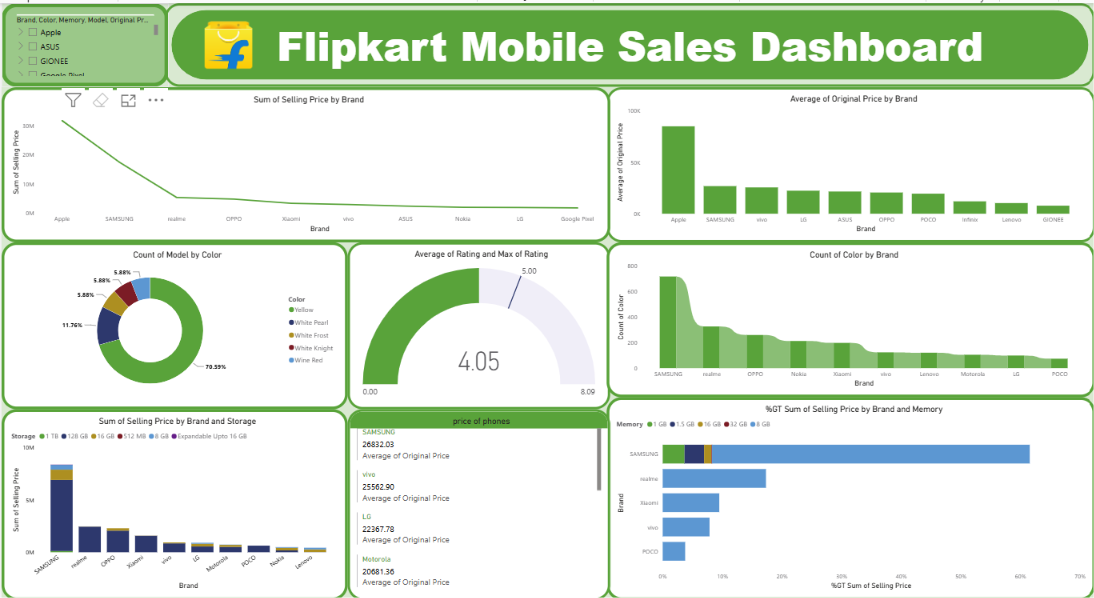 Brand, Color, Memory, Model, Original Pr...
Apple
ASUS
GIONEE
Google Pixel
Flipkart Mobile Sales Dashboard
Sum of Selling Price by Brand
Sum of Selling Price
30M
20M
10M
0M
Apple SAMSUNG realme OPPO Xiaomi vivo ASUS Nokia LG Google Pixel
Brand
Average of Original Price by Brand
Average of Original Price
100K
50K
0K
Apple SAMSUNG vivo LG ASUS OPPO POCO Infinix Lenovo GIONEE
Brand
Count of Model by Color
5.88%
5.88%
5.88%
11.76%
70.59%
Color
Yellow
White Pearl
White Frost
White Knight
Wine Red
Average of Rating and Max of Rating
5.00
4.05
0.00 8.09
Count of Color by Brand
Count of Color
800
600
400
200
0
SAMSUNG realme OPPO Nokia Xiaomi vivo Lenovo Motorola LG POCO
Brand
Sum of Selling Price by Brand and Storage
Storage 1 TB 128 GB 16 GB 512 MB 8 GB Expandable Upto 16 GB
Sum of Selling Price
10M
5M
0M
SAMSUNG realme OPPO Xiaomi vivo LG Motorola POCO Nokia Lenovo
Brand
price of phones
SAMSUNG
26832.03
Average of Original Price
vivo
25562.90
Average of Original Price
LG
22367.78
Average of Original Price
Motorola
20681.36
Average of Original Price
%GT Sum of Selling Price by Brand and Memory
Memory 1 GB 1.5 GB 16 GB 32 GB 8 GB
Brand
SAMSUNG
realme
Xiaomi
vivo
POCO
0% 10% 20% 30% 40% 50% 60% 70%
%GT Sum of Selling Price